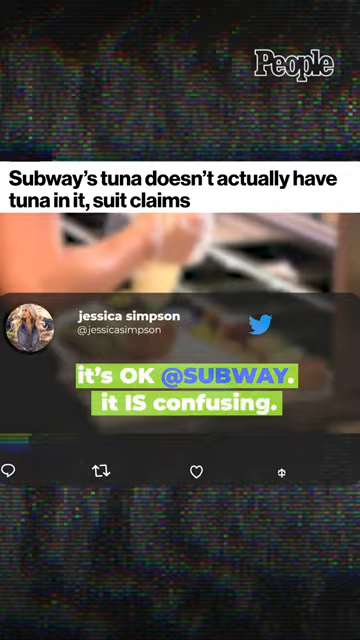 People
Subway's tuna doesn't actually have
tuna in it, suit claims
jessica simpson
@jessicasimpson
it's OK @SUBWAY.
it IS confusing.